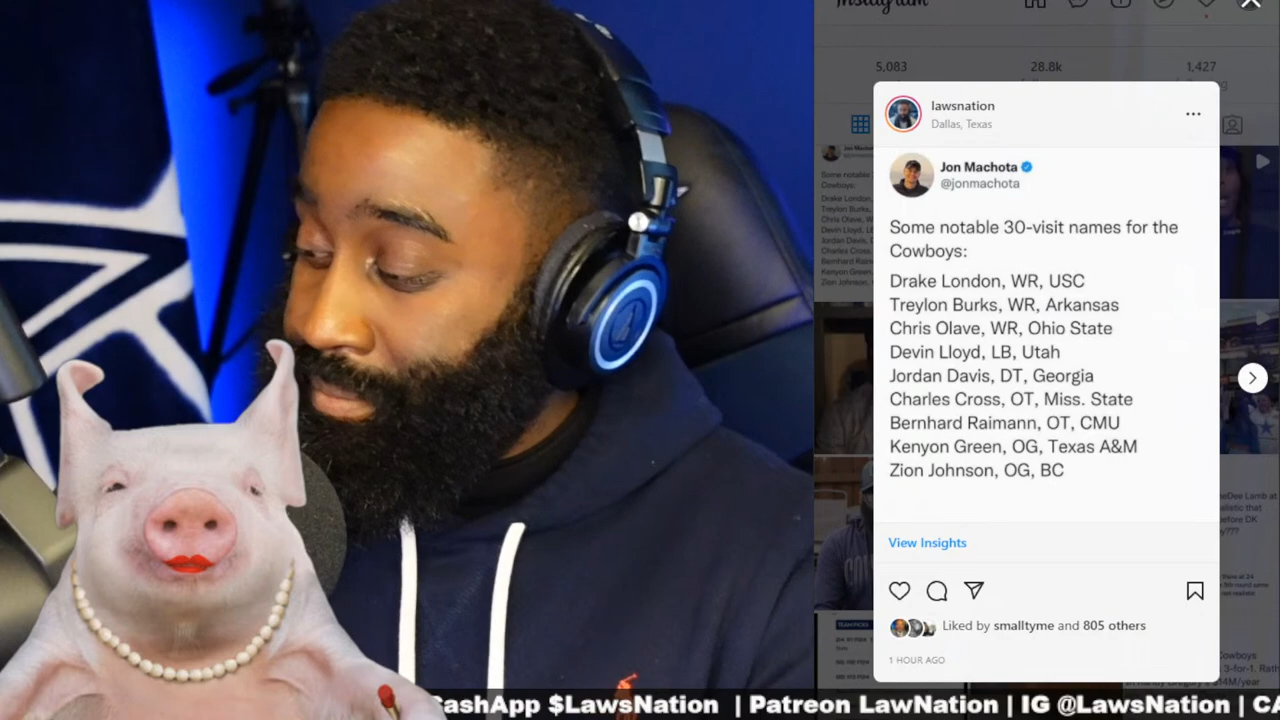 Instagram
5,083
28.8k
1,427
lawsnation
Dallas, Texas
Jon Machota
@jonmachota
Some notable 30-visit names for the
Cowboys:
Drake London, WR, USC
Treylon Burks, WR, Arkansas
Chris Olave, WR, Ohio State
Devin Lloyd, LB, Utah
Jordan Davis, DT, Georgia
Charles Cross, OT, Miss. State
Bernhard Raimann, OT, CMU
Kenyon Green, OG, Texas A&M
Zion Johnson, OG, BC
View Insights
Liked by smalltyme and 805 others
1 HOUR AGO
CashApp $LawsNation | Patreon LawNation | IG @LawsNation | CA